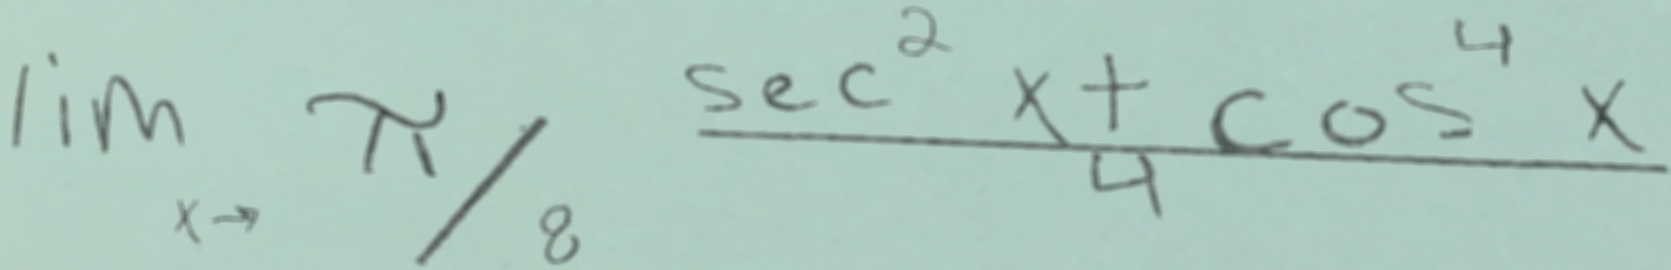 lim x→ π/8 sec² x + cos⁴ x
4